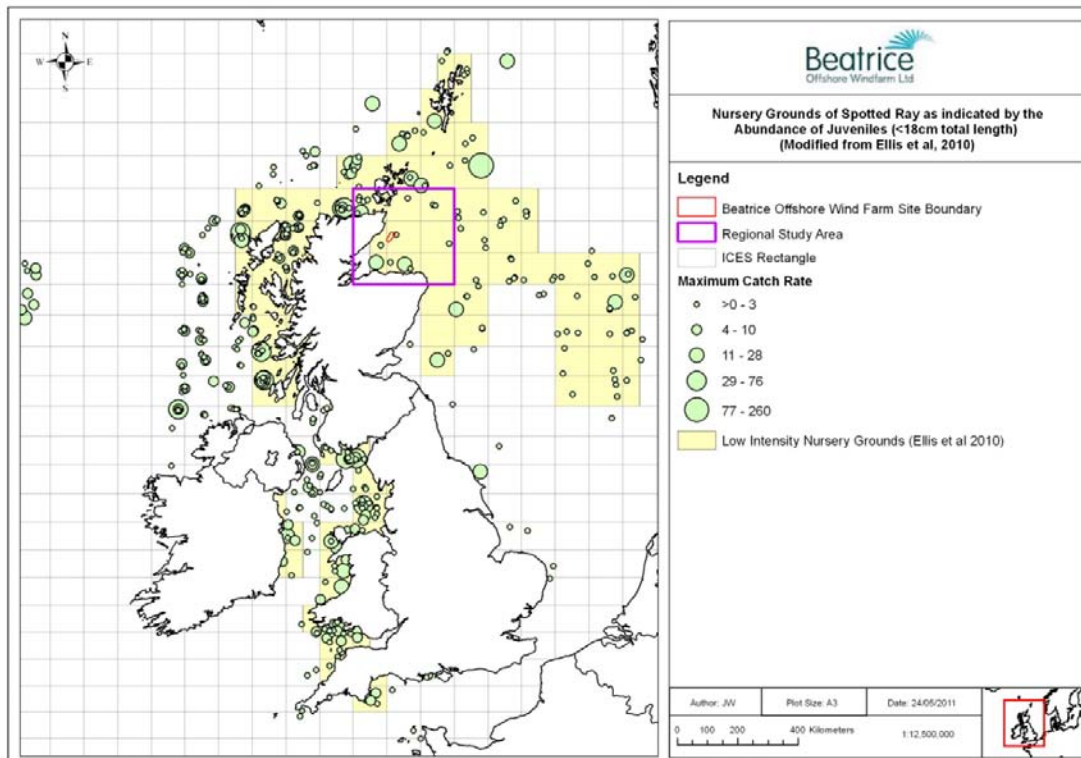 N
W E
S
Beatrice
Offshore Windfarm Ltd
Nursery Grounds of Spotted Ray as indicated by the
Abundance of Juveniles (<18cm total length)
(Modified from Ellis et al, 2010)
Legend
Beatrice Offshore Wind Farm Site Boundary
Regional Study Area
ICES Rectangle
Maximum Catch Rate
>0 - 3
4 - 10
11 - 28
29 - 76
77 - 260
Low Intensity Nursery Grounds (Ellis et al 2010)
Author: JW Plot Size: A3 Date: 24/05/2011
0 100 200 400 Kilometers
1:12,500,000